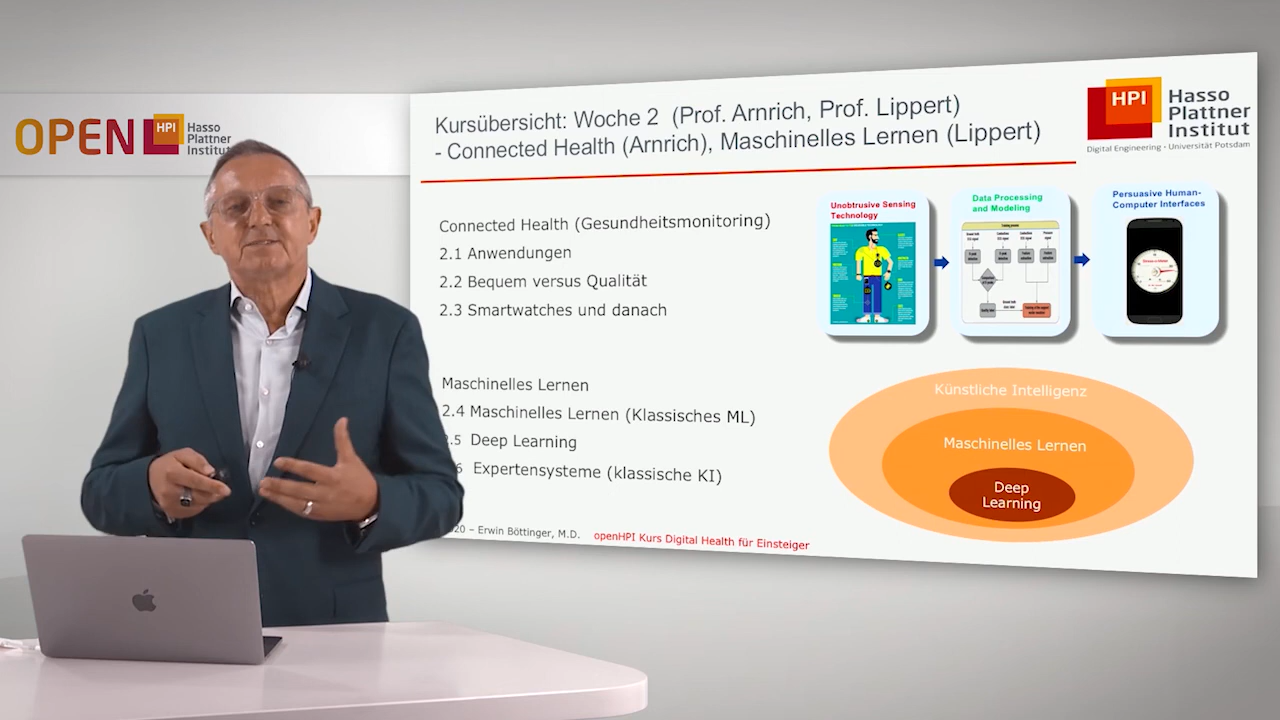 OPEN HPI Hasso
Plattner
Institut
Kursübersicht: Woche 2 (Prof. Arnrich, Prof. Lippert)
- Connected Health (Arnrich), Maschinelles Lernen (Lippert)
HPI Hasso
Plattner
Institut
Digital Engineering • Universität Potsdam
Connected Health (Gesundheitsmonitoring)
2.1 Anwendungen
2.2 Bequem versus Qualität
2.3 Smartwatches und danach
Unobtrusive Sensing
Technology
Data Processing
and Modeling
Persuasive Human-
Computer Interfaces
Maschinelles Lernen
2.4 Maschinelles Lernen (Klassisches ML)
.5 Deep Learning
6 Expertensysteme (klassische KI)
Künstliche Intelligenz
Maschinelles Lernen
Deep
Learning
20 – Erwin Böttinger, M.D. openHPI Kurs Digital Health für Einsteiger